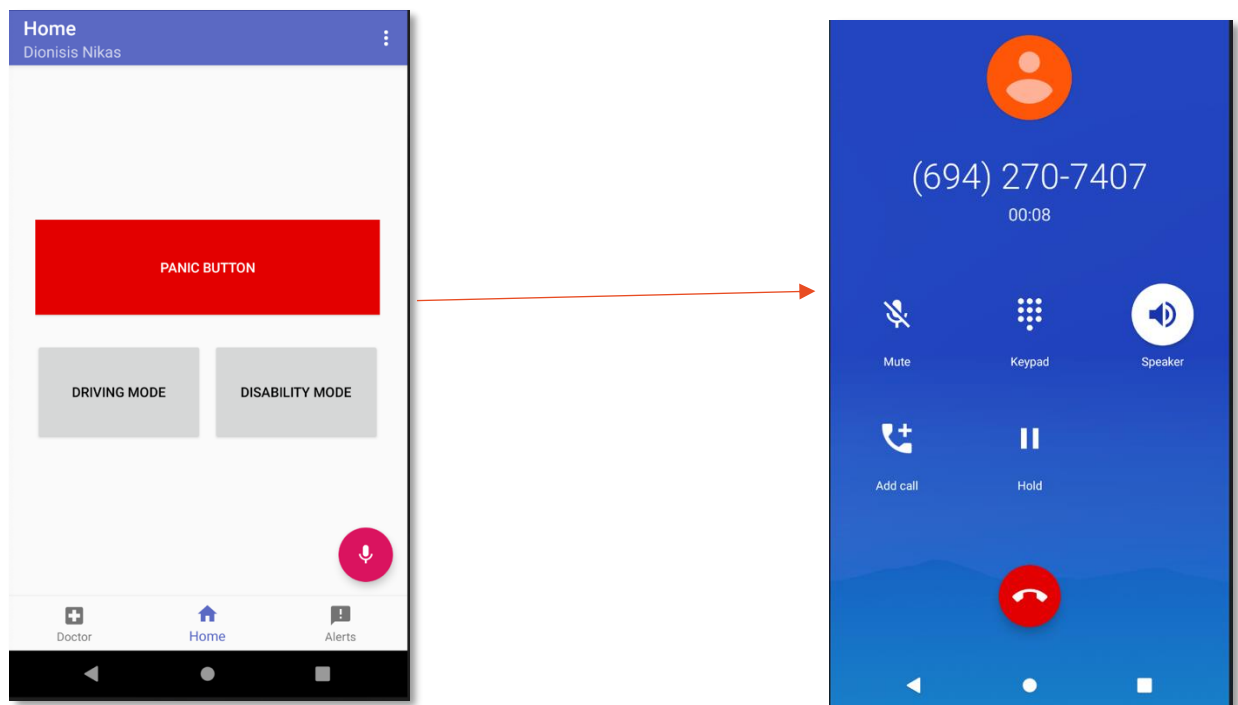 Home
Dionisis Nikas
PANIC BUTTON
DRIVING MODE
DISABILITY MODE
Doctor
Home
Alerts
(694) 270-7407
00:08
Mute
Keypad
Speaker
Add call
Hold